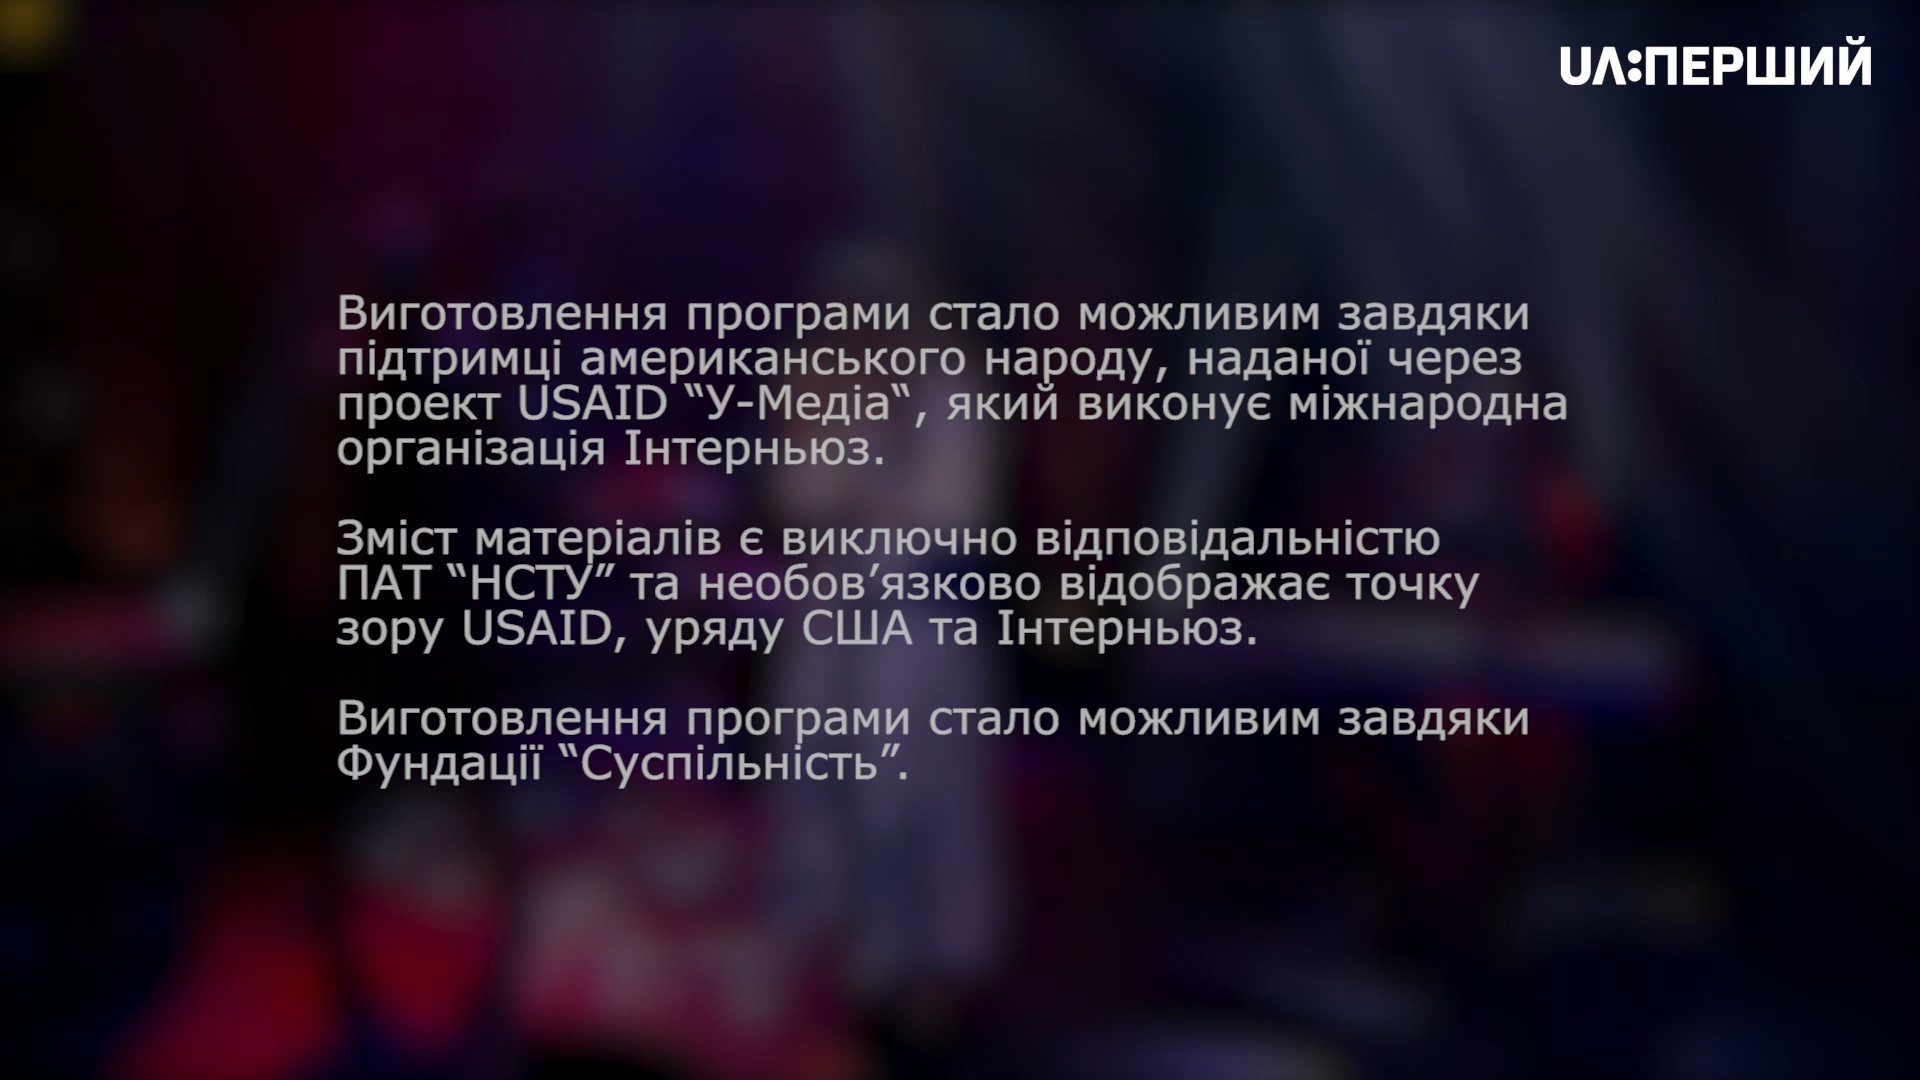 UA:ПЕРШИЙ
Виготовлення програми стало можливим завдяки
підтримці американського народу, наданої через
проект USAID “У-Медіа“, який виконує міжнародна
організація Інтерньюз.
Зміст матеріалів є виключно відповідальністю
ПАТ “НСТУ” та необов’язково відображає точку
зору USAID, уряду США та Інтерньюз.
Виготовлення програми стало можливим завдяки
Фундації “Суспільність”.